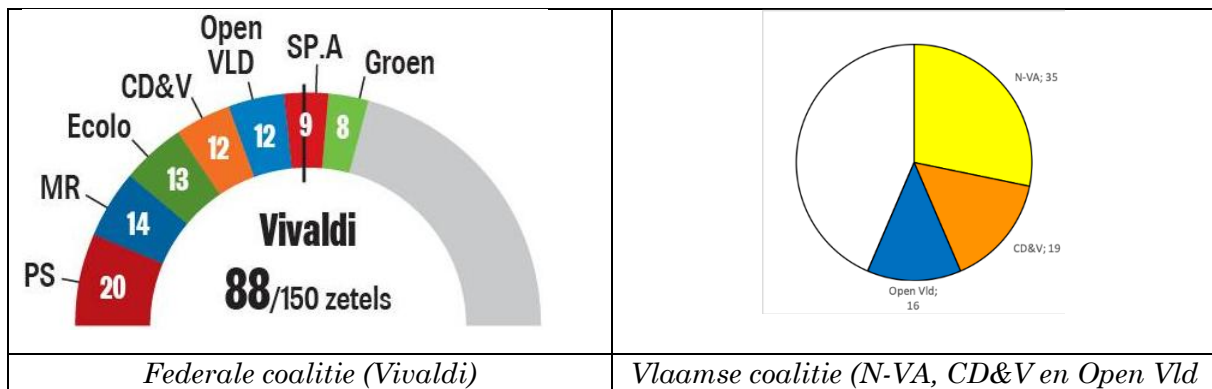 Open
VLD
SP.A
Groen
CD&V
Ecolo
MR
PS
20
14
13
12
12
9
8
Vivaldi
88/150 zetels
N-VA; 35
CD&V; 19
Open Vld;
16
Federale coalitie (Vivaldi)
Vlaamse coalitie (N-VA, CD&V en Open Vld